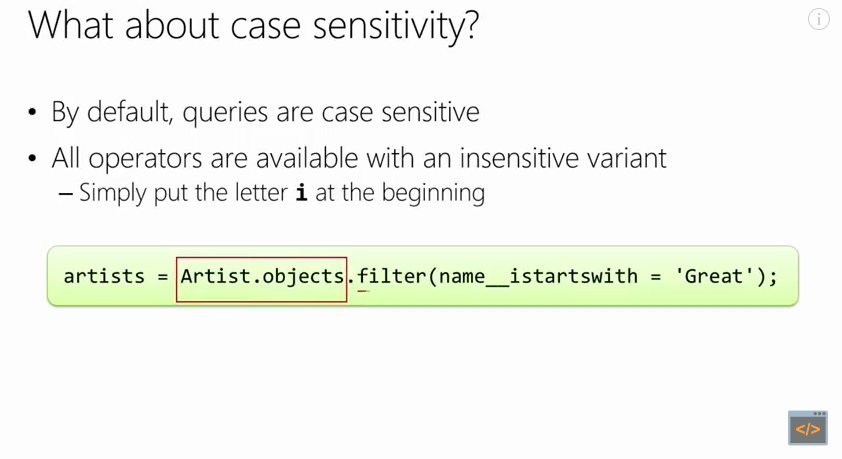 What about case sensitivity?
• By default, queries are case sensitive
• All operators are available with an insensitive variant
– Simply put the letter i at the beginning
artists = Artist.objects.filter(name__istartswith = 'Great');
i
</>